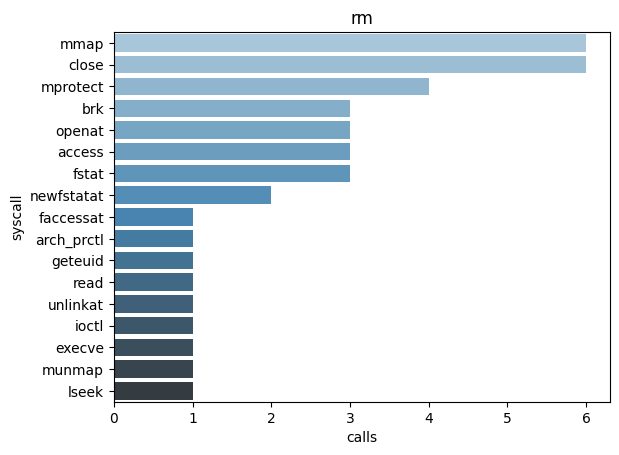 rm
syscall
mmap
close
mprotect
brk
openat
access
fstat
newfstatat
faccessat
arch_prctl
geteuid
read
unlinkat
ioctl
execve
munmap
lseek
0 1 2 3 4 5 6
calls